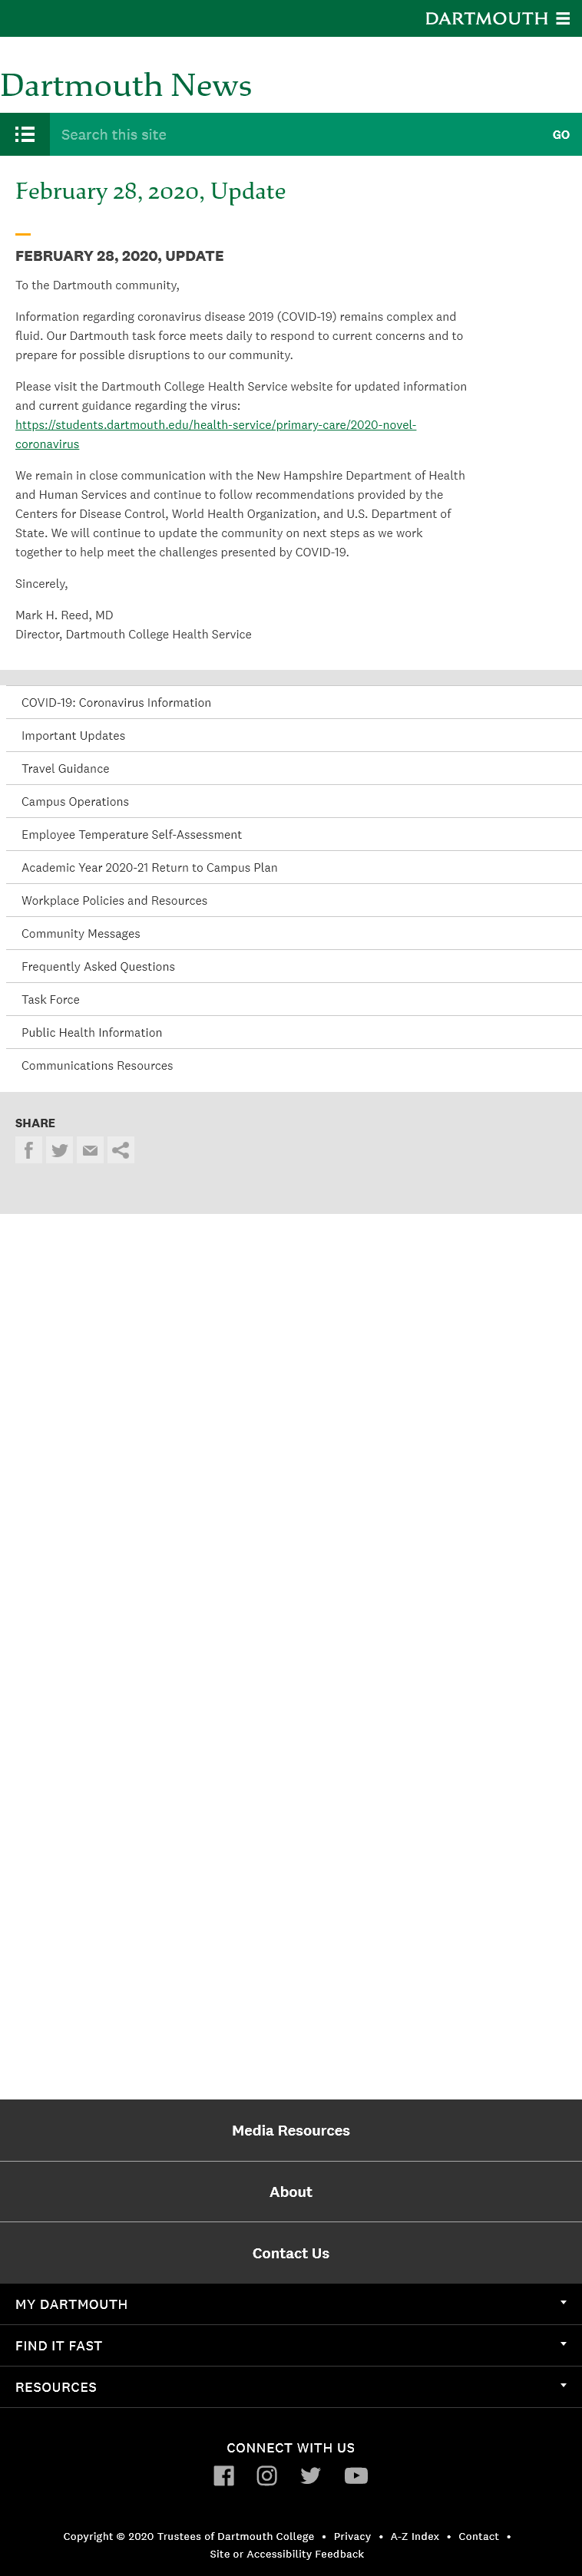 DARTMOUTH
Dartmouth News
Search this site
GO
February 28, 2020, Update
FEBRUARY 28, 2020, UPDATE
To the Dartmouth community,
Information regarding coronavirus disease 2019 (COVID-19) remains complex and
fluid. Our Dartmouth task force meets daily to respond to current concerns and to
prepare for possible disruptions to our community.
Please visit the Dartmouth College Health Service website for updated information
and current guidance regarding the virus:
https://students.dartmouth.edu/health-service/primary-care/2020-novel-
coronavirus
We remain in close communication with the New Hampshire Department of Health
and Human Services and continue to follow recommendations provided by the
Centers for Disease Control, World Health Organization, and U.S. Department of
State. We will continue to update the community on next steps as we work
together to help meet the challenges presented by COVID-19.
Sincerely,
Mark H. Reed, MD
Director, Dartmouth College Health Service
COVID-19: Coronavirus Information
Important Updates
Travel Guidance
Campus Operations
Employee Temperature Self-Assessment
Academic Year 2020-21 Return to Campus Plan
Workplace Policies and Resources
Community Messages
Frequently Asked Questions
Task Force
Public Health Information
Communications Resources
SHARE
Media Resources
About
Contact Us
MY DARTMOUTH
FIND IT FAST
RESOURCES
CONNECT WITH US
Copyright © 2020 Trustees of Dartmouth College • Privacy • A-Z Index • Contact •
Site or Accessibility Feedback